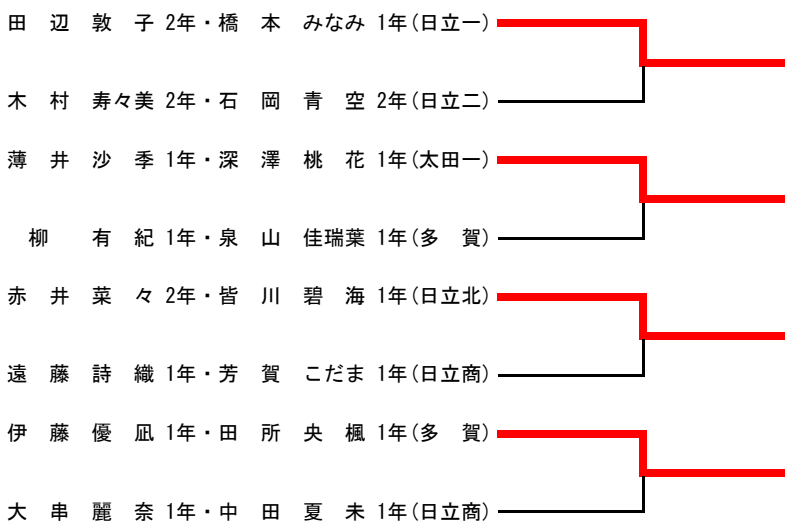 田　辺　敦　子 2年・橋　本　みなみ 1年(日立一)
木　村　寿々美 2年・石　岡　青　空 2年(日立二)
薄　井　沙　季 1年・深　澤　桃　花 1年(太田一)
柳　　有　紀 1年・泉　山　佳瑞葉 1年(多　賀)
赤　井　菜　々 2年・皆　川　碧　海 1年(日立北)
遠　藤　詩　織 1年・芳　賀　こだま 1年(日立商)
伊　藤　優　凪 1年・田　所　央　楓 1年(多　賀)
大　串　麗　奈 1年・中　田　夏　未 1年(日立商)